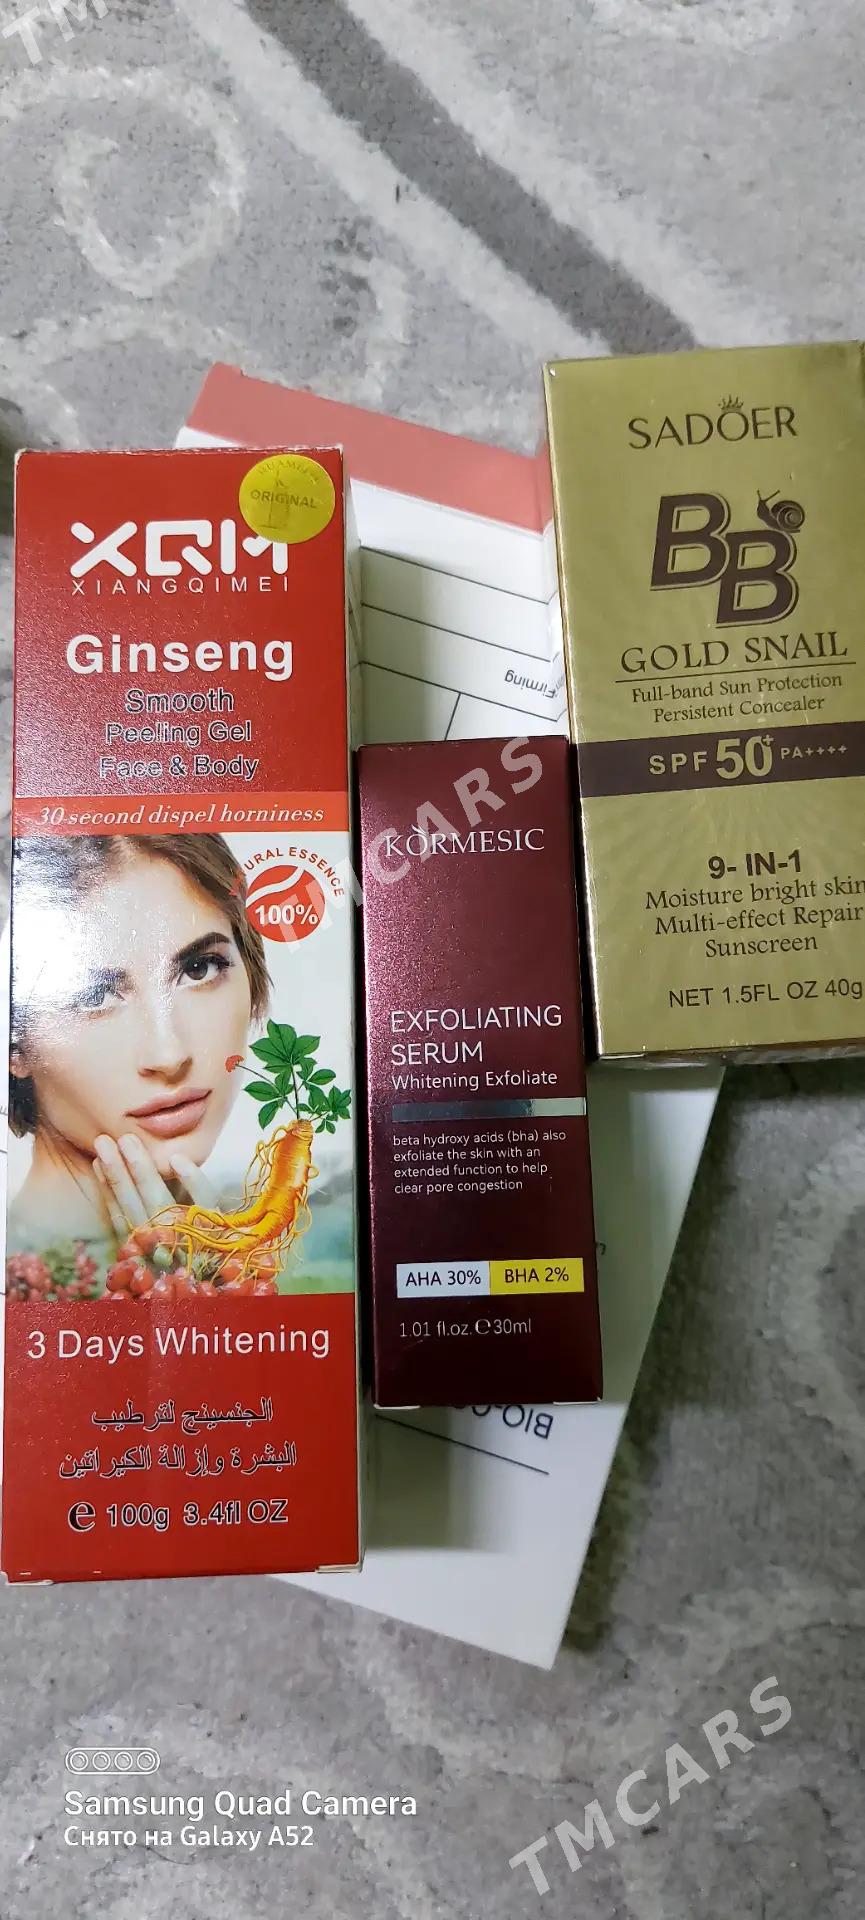 XQM
XIANGQIMEI
ORIGINAL
Ginseng
Smooth
Peeling Gel
Face & Body
30 second dispel horniness
URAL ESSENCE
100%
3 Days Whitening
الجنسينج لترطيب
البشرة وإزالة الكيراتين
e 100g 3.4fl OZ
Firming
KORMESIC
EXFOLIATING
SERUM
Whitening Exfoliate
beta hydroxy acids (bha) also
exfoliate the skin with an
extended function to help
clear pore congestion
AHA 30% BHA 2%
1.01 fl.oz. e 30ml
SADOER
BB
GOLD SNAIL
Full-band Sun Protection
Persistent Concealer
SPF 50+ PA++++
9- IN-1
Moisture bright skin
Multi-effect Repair
Sunscreen
NET 1.5FL OZ 40g
TMCARS
TMCARS
Samsung Quad Camera
Снято на Galaxy A52